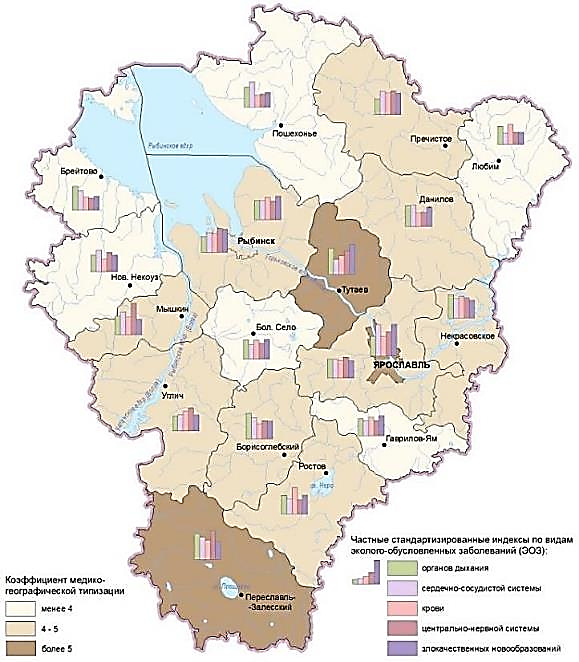 Пошехонье
Пречистое
Любим
Рыбинское вдхр.
Брейтово
Данилов
Рыбинск
Нов. Некоуз
Тутаев
Мышкин
Бол. Село
Некрасовское
ЯРОСЛАВЛЬ
Углич
Гаврилов-Ям
Борисоглебский
Ростов
оз. Неро
Переславль-
-Залесский
Коэффициент медико-
географической типизации
менее 4
4 - 5
более 5
Частные стандартизированные индексы по видам
эколого-обусловленных заболеваний (ЭОЗ):
органов дыхания
сердечно-сосудистой системы
крови
центрально-нервной системы
злокачественных новообразований